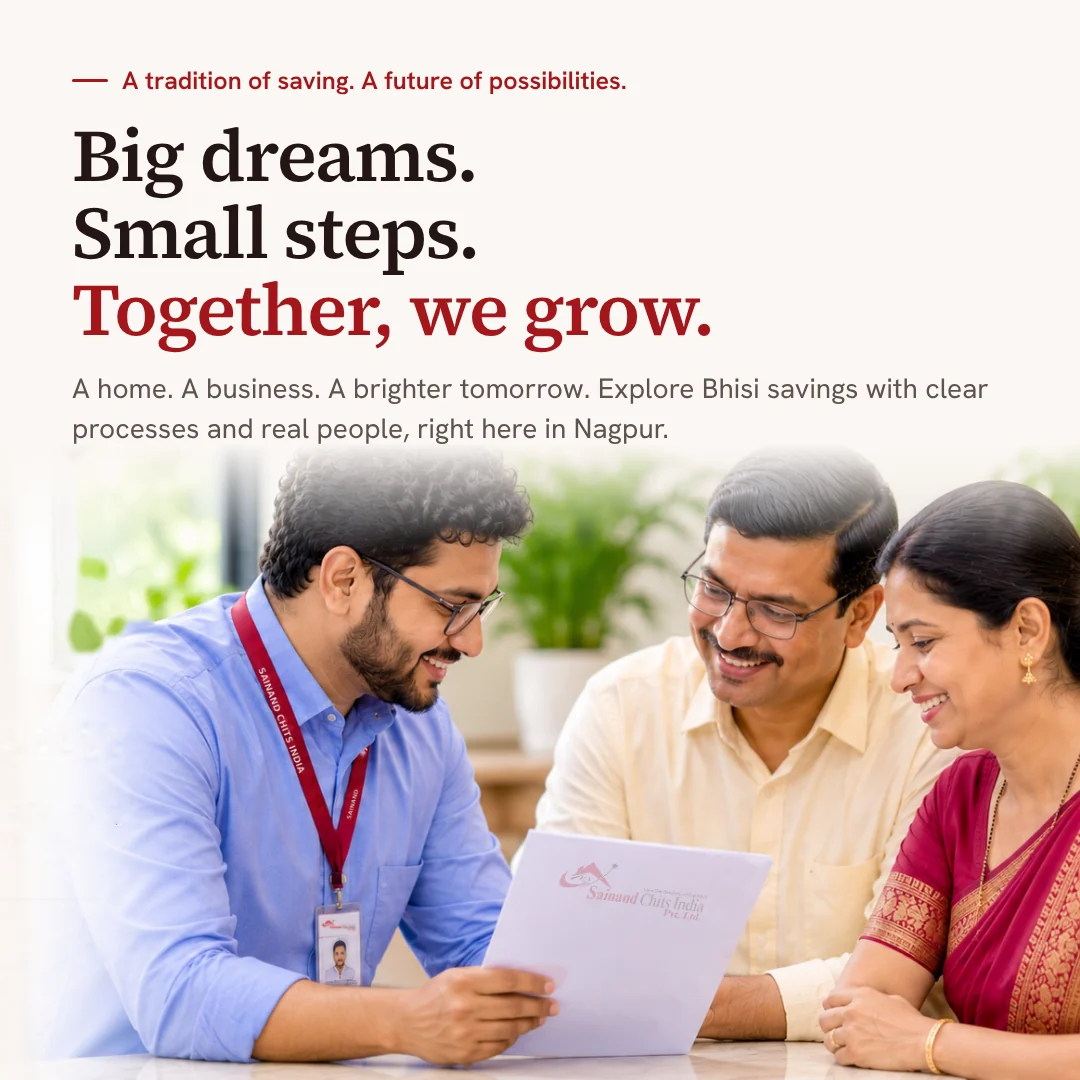 A tradition of saving. A future of possibilities.
Big dreams.
Small steps.
Together, we grow.
A home. A business. A brighter tomorrow. Explore Bhisi savings with clear
processes and real people, right here in Nagpur.
SAINAND CHITS INDIA
SAINAND
Sainand Chits India
Pvt. Ltd.